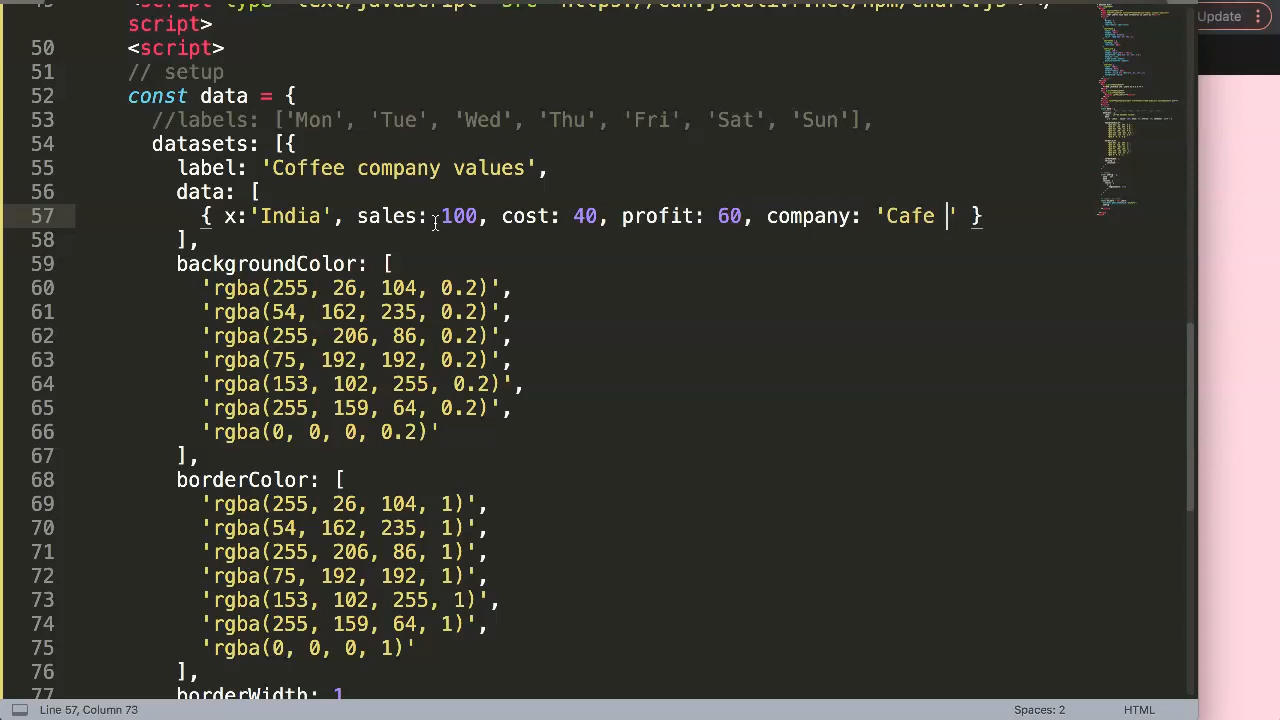 Update
script>
50 <script>
51 // setup
52 const data = {
53 //labels: ['Mon', 'Tue', 'Wed', 'Thu', 'Fri', 'Sat', 'Sun'],
54 datasets: [{
55 label: 'Coffee company values',
56 data: [
57 { x:'India', sales: 100, cost: 40, profit: 60, company: 'Cafe ' }
58 ],
59 backgroundColor: [
60 'rgba(255, 26, 104, 0.2)',
61 'rgba(54, 162, 235, 0.2)',
62 'rgba(255, 206, 86, 0.2)',
63 'rgba(75, 192, 192, 0.2)',
64 'rgba(153, 102, 255, 0.2)',
65 'rgba(255, 159, 64, 0.2)',
66 'rgba(0, 0, 0, 0.2)'
67 ],
68 borderColor: [
69 'rgba(255, 26, 104, 1)',
70 'rgba(54, 162, 235, 1)',
71 'rgba(255, 206, 86, 1)',
72 'rgba(75, 192, 192, 1)',
73 'rgba(153, 102, 255, 1)',
74 'rgba(255, 159, 64, 1)',
75 'rgba(0, 0, 0, 1)'
76 ],
77 borderWidth: 1
Line 57, Column 73
Spaces: 2
HTML